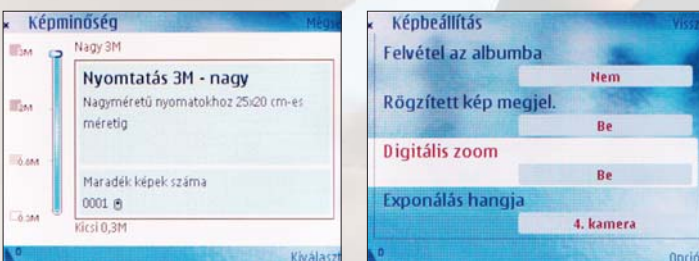 Képminőség
Mégse
3M
Nagy 3M
Nyomtatás 3M - nagy
Nagyméretű nyomatokhoz 25x20 cm-es
méretig
2M
0.8M
Maradék képek száma
0001
0.3M
Kicsi 0,3M
Kiválaszt
Képbeállítás
Felvétel az albumba
Nem
Rögzített kép megjel.
Be
Digitális zoom
Be
Exponálás hangja
4. kamera